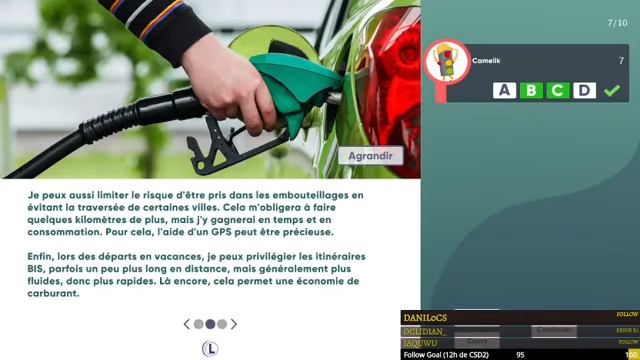 7/10
Camelik
7
A B C D
Agrandir
Je peux aussi limiter le risque d'être pris dans les embouteillages en
évitant la traversée de certaines villes. Cela m'obligera à faire
quelques kilomètres de plus, mais j'y gagnerai en temps et en
consommation. Pour cela, l'aide d'un GPS peut être précieuse.
Enfin, lors des départs en vacances, je peux privilégier les itinéraires
BIS, parfois un peu plus long en distance, mais généralement plus
fluides, donc plus rapides. Là encore, cela permet une économie de
carburant.
L
DANILoCS FOLLOW
OCLIDIAN_
Continuer
IAQUWU FOLLOW
Cours
Follow Goal (12h de CSD2) 95 100